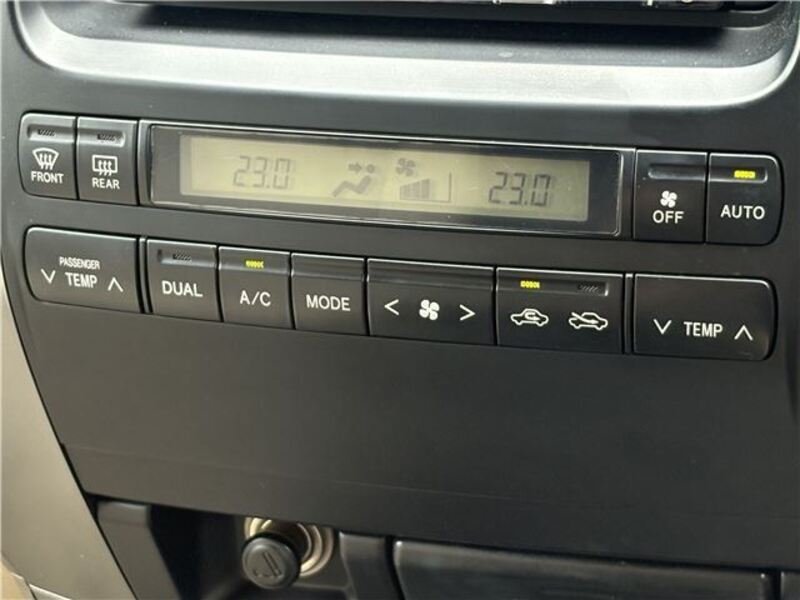 FRONT
REAR
23.0
23.0
OFF
AUTO
PASSENGER
TEMP
DUAL
A/C
MODE
TEMP